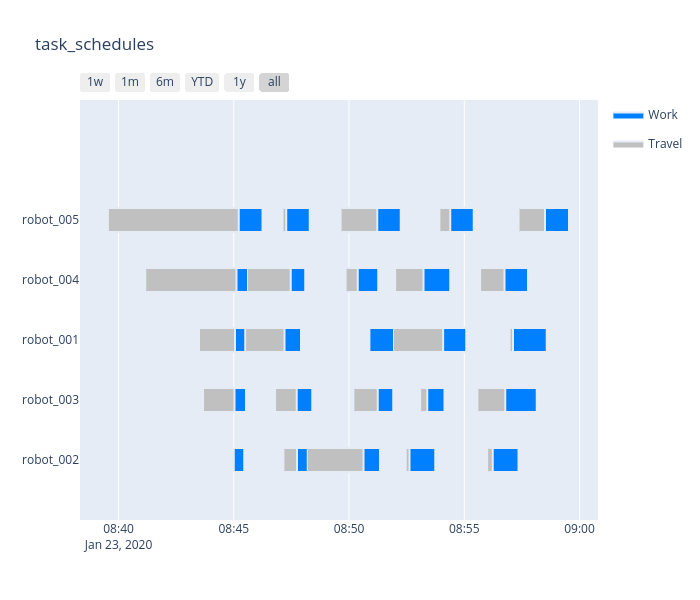 task_schedules
1w 1m 6m YTD 1y all
Work
Travel
robot_005
robot_004
robot_001
robot_003
robot_002
08:40 08:45 08:50 08:55 09:00
Jan 23, 2020